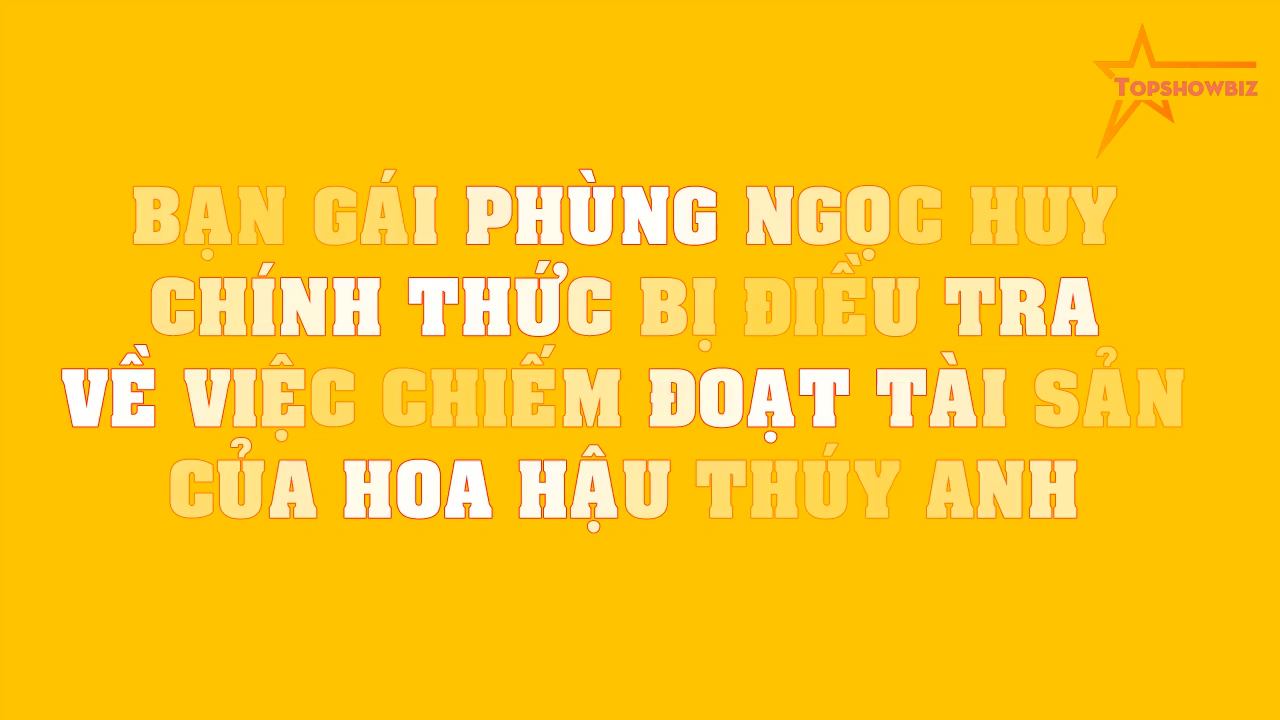 TOPSHOWBIZ
BẠN GÁI PHÙNG NGỌC HUY
CHÍNH THỨC BỊ ĐIỀU TRA
VỀ VIỆC CHIẾM ĐOẠT TÀI SẢN
CỦA HOA HẬU THÚY ANH